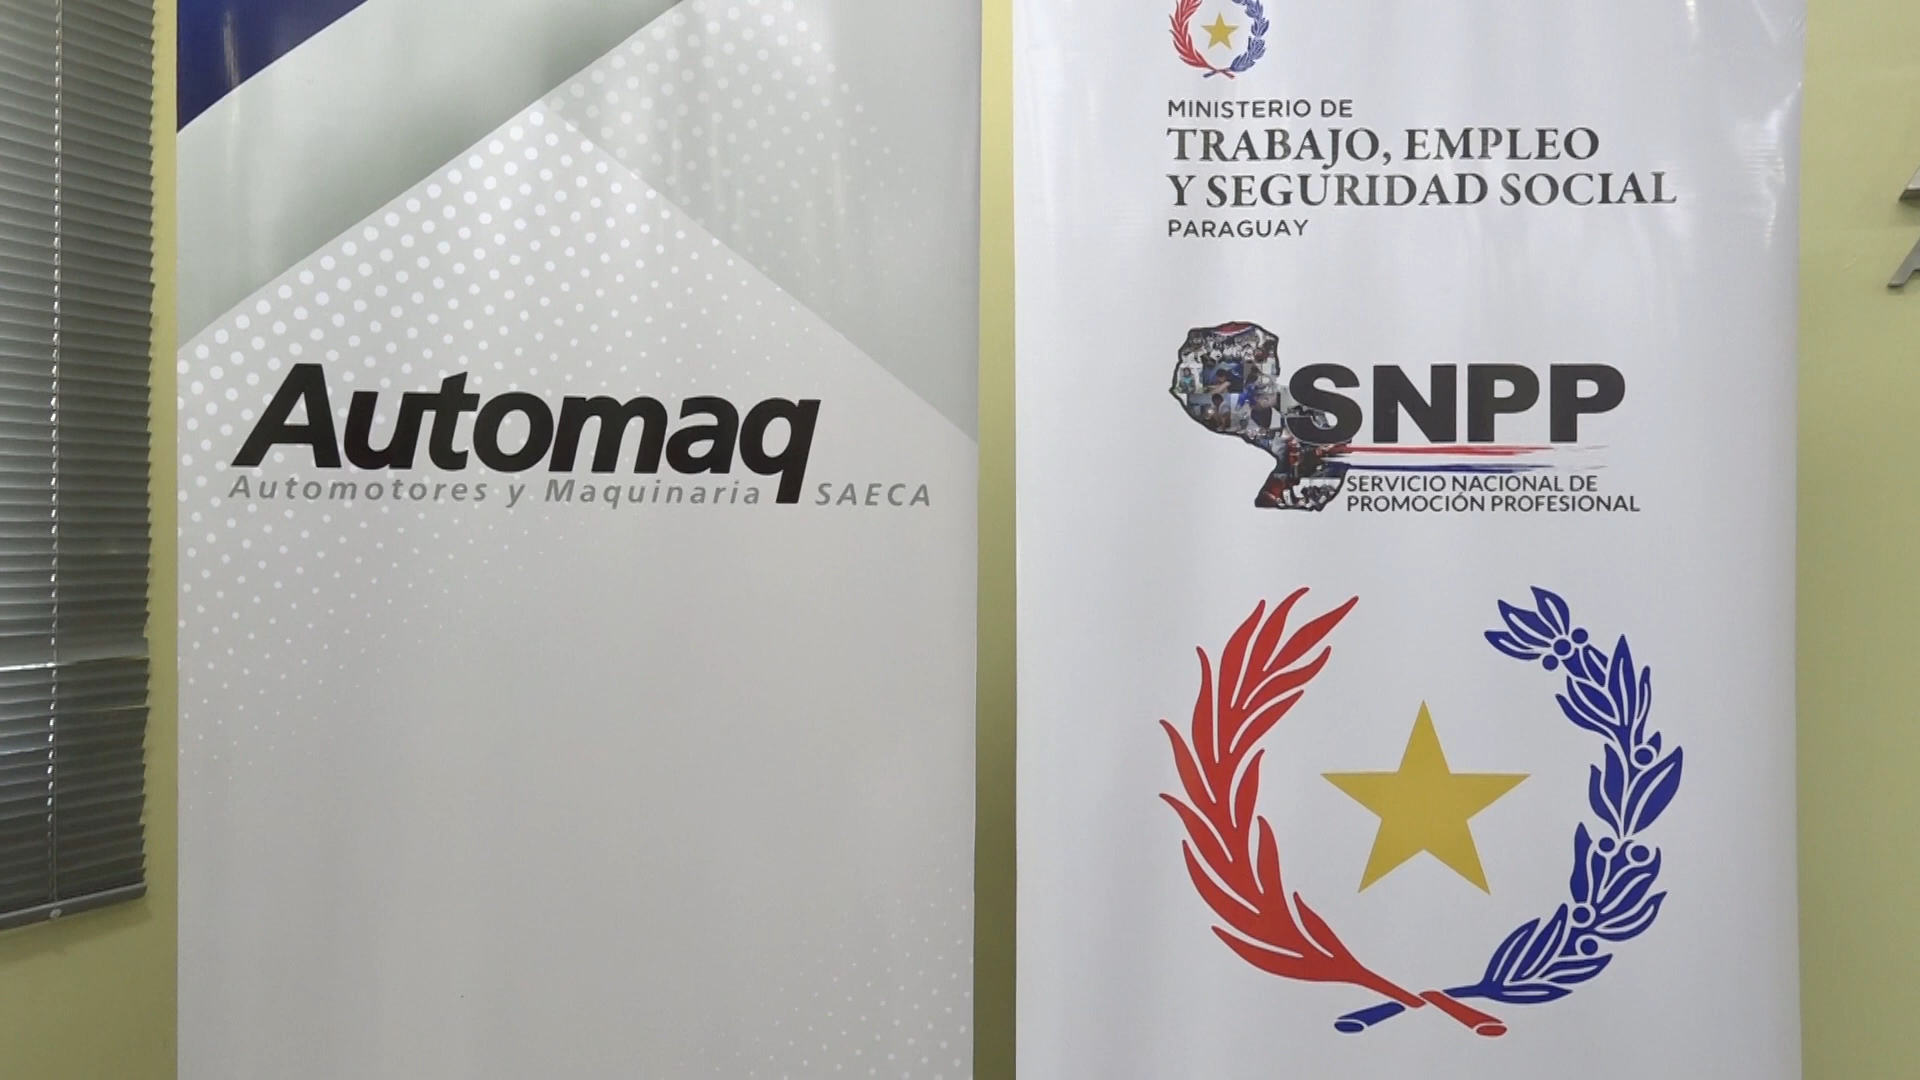 Automaq
Automotores y Maquinaria SAECA
MINISTERIO DE
TRABAJO, EMPLEO
Y SEGURIDAD SOCIAL
PARAGUAY
SNPP
SERVICIO NACIONAL DE
PROMOCIÓN PROFESIONAL